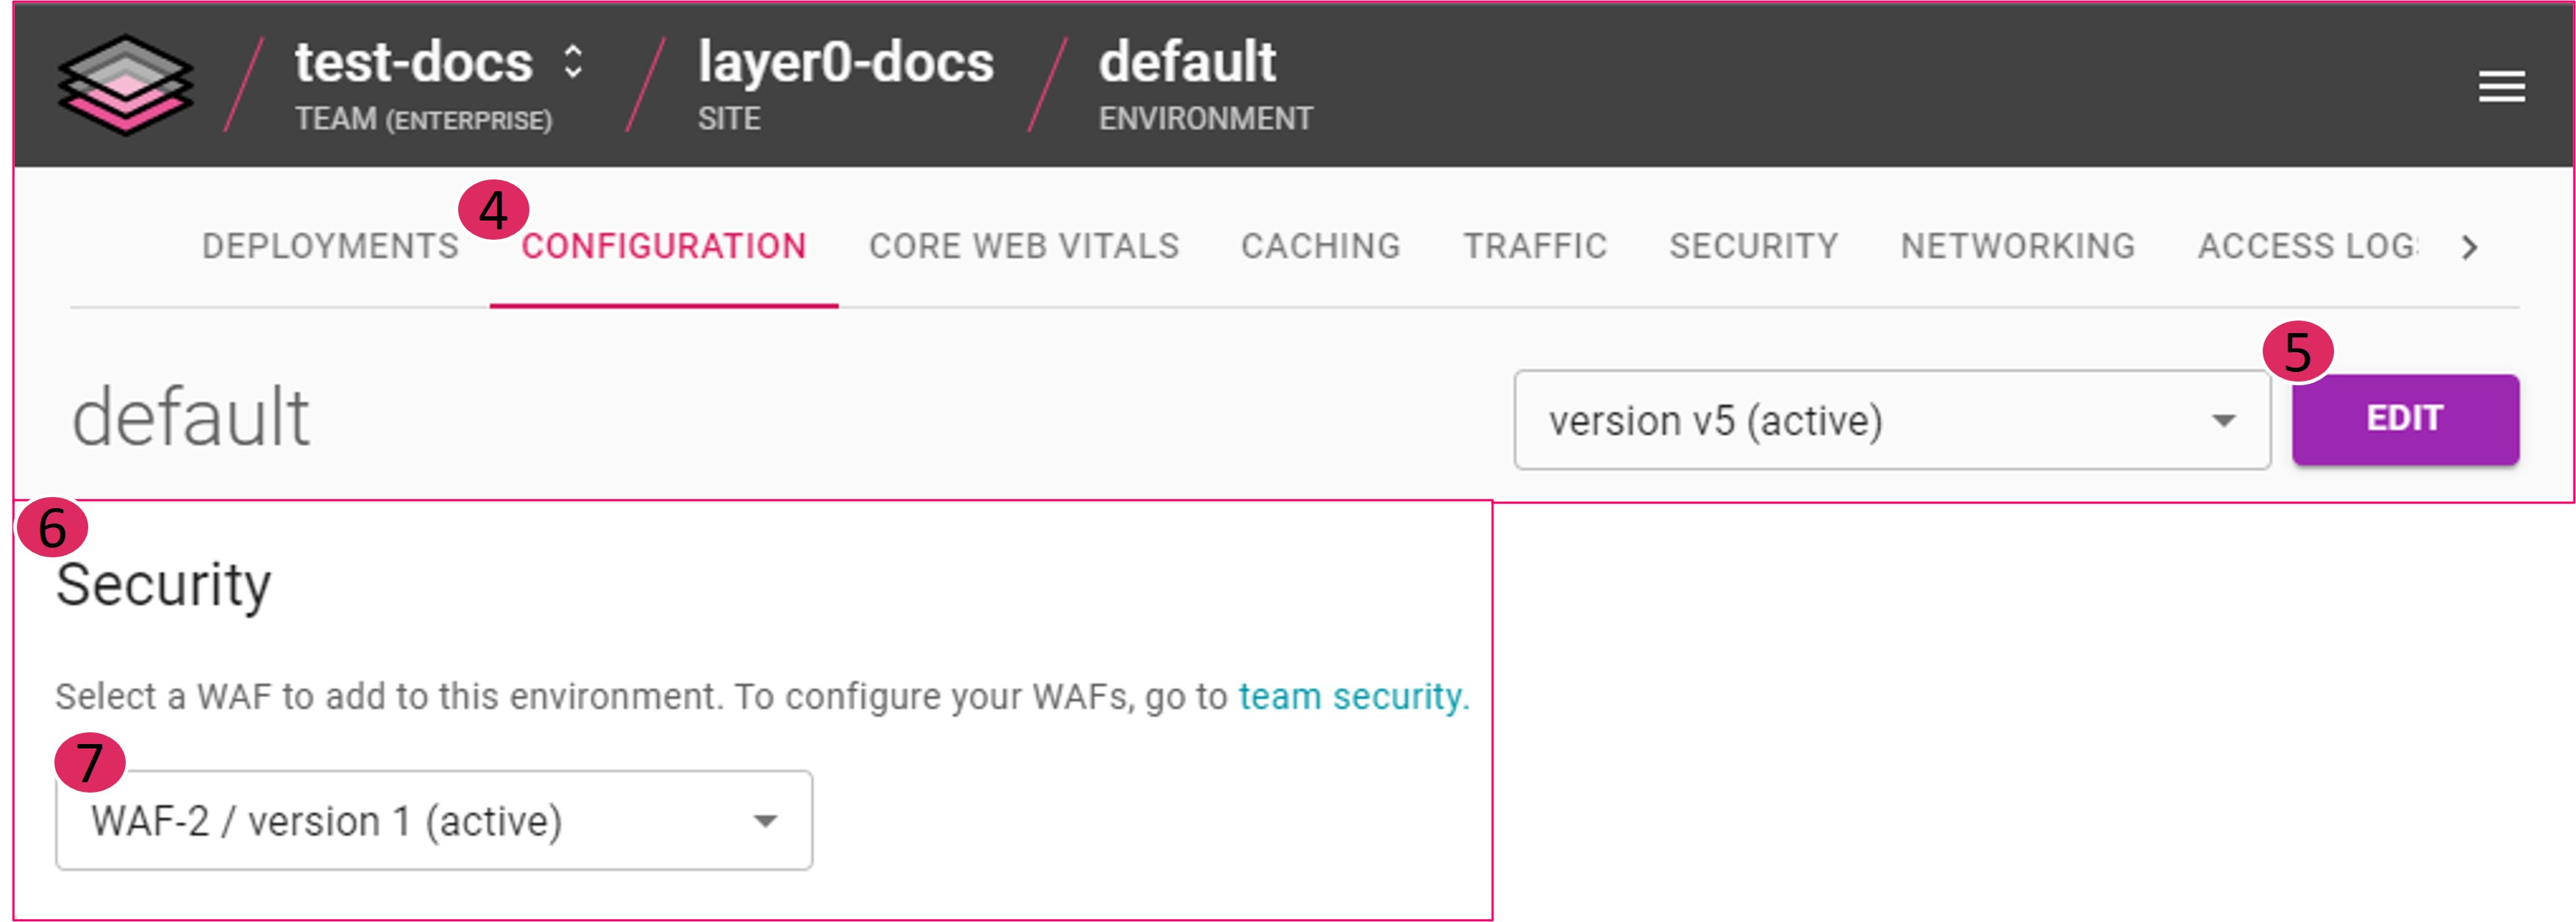 test-docs layer0-docs default
TEAM (ENTERPRISE) SITE ENVIRONMENT
4
DEPLOYMENTS CONFIGURATION CORE WEB VITALS CACHING TRAFFIC SECURITY NETWORKING ACCESS LOG
5
default version v5 (active) EDIT
6
Security
Select a WAF to add to this environment. To configure your WAFs, go to team security.
7
WAF-2 / version 1 (active)